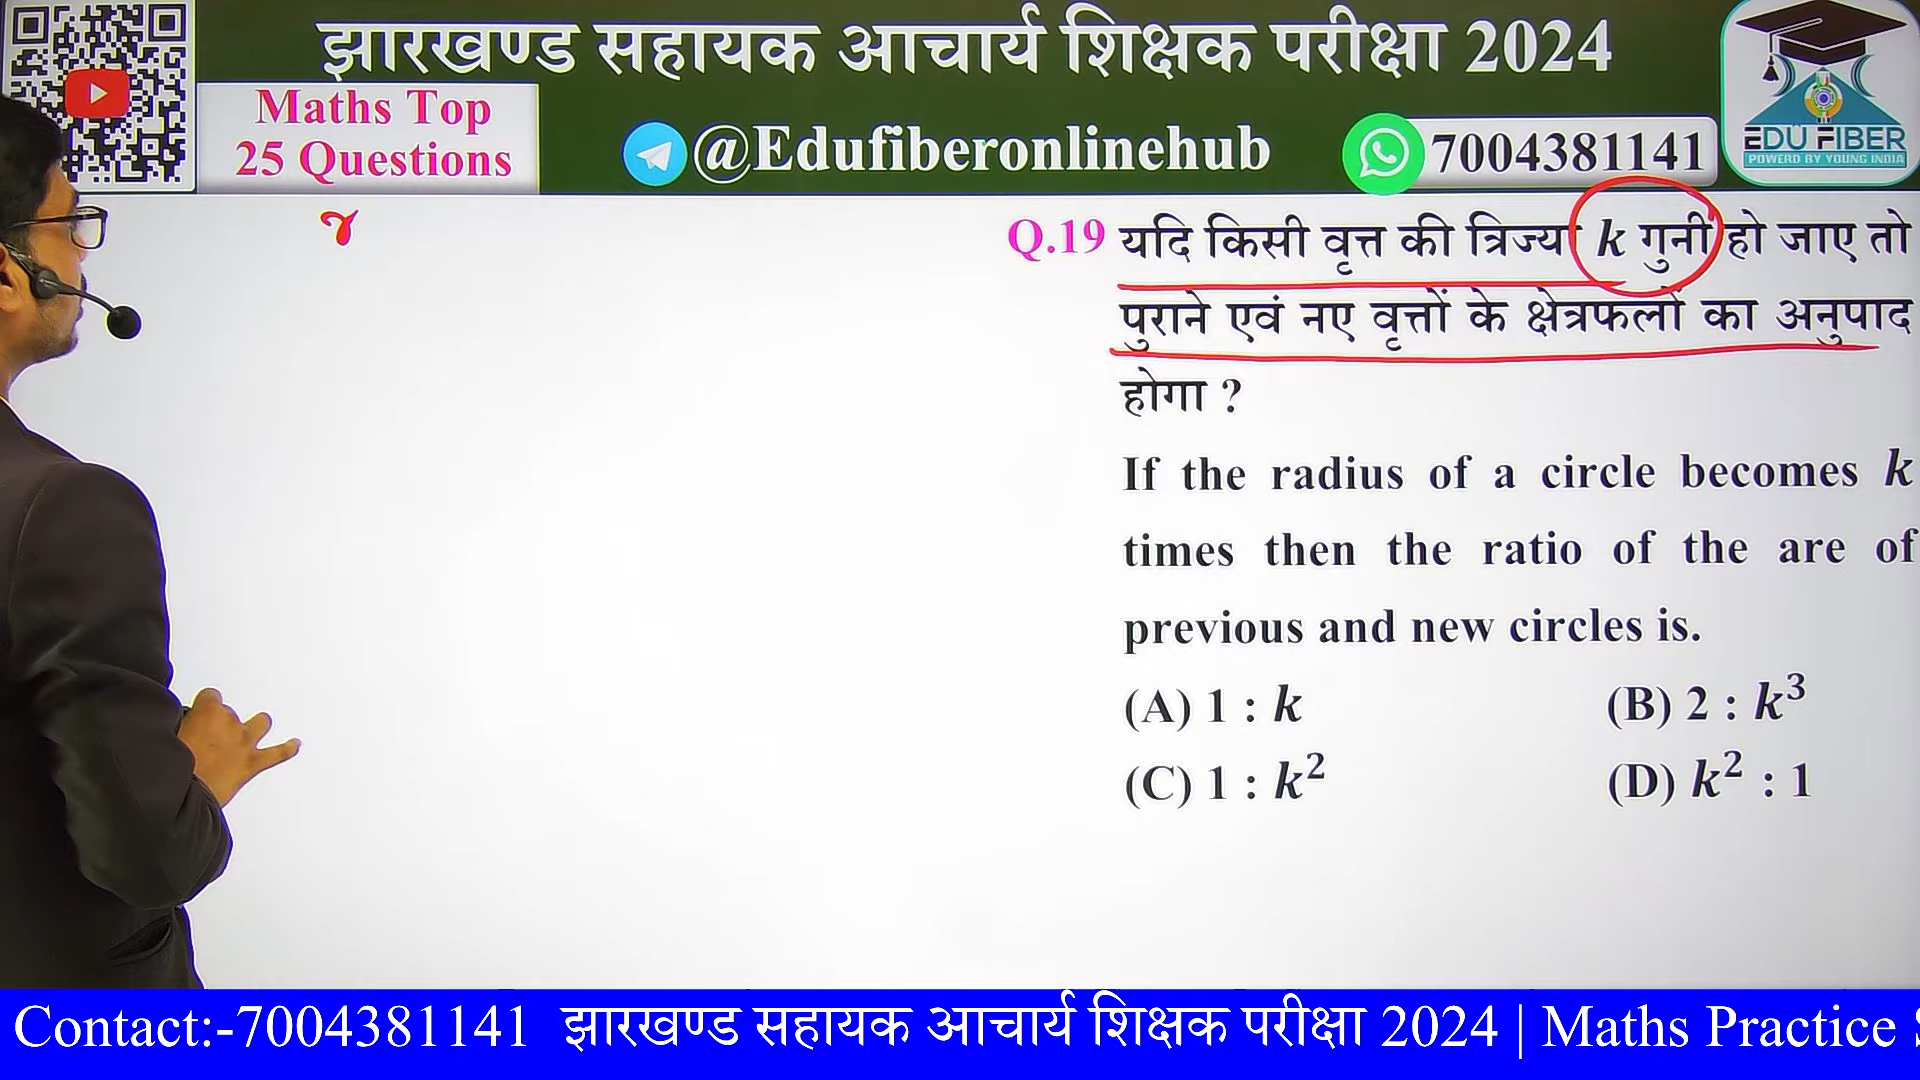 झारखण्ड सहायक आचार्य शिक्षक परीक्षा 2024
Maths Top
25 Questions
@Edufiberonlinehub
7004381141
EDU FIBER
POWERD BY YOUNG INDIA
r
Q.19 यदि किसी वृत्त की त्रिज्या k गुनी हो जाए तो
पुराने एवं नए वृत्तों के क्षेत्रफलों का अनुपाद
होगा ?
If the radius of a circle becomes k
times then the ratio of the are of
previous and new circles is.
(A) 1 : k (B) 2 : k³
(C) 1 : k² (D) k² : 1
Contact:-7004381141 झारखण्ड सहायक आचार्य शिक्षक परीक्षा 2024 | Maths Practice